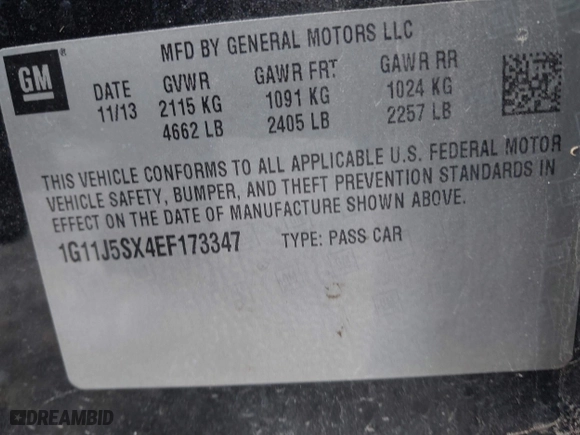 MFD BY GENERAL MOTORS LLC
GM ®
DATE GVWR GAWR FRT GAWR RR
11/13 2115 KG 1091 KG 1024 KG
4662 LB 2405 LB 2257 LB
THIS VEHICLE CONFORMS TO ALL APPLICABLE U.S. FEDERAL MOTOR
VEHICLE SAFETY, BUMPER, AND THEFT PREVENTION STANDARDS IN
EFFECT ON THE DATE OF MANUFACTURE SHOWN ABOVE.
1G11J5SX4EF173347 TYPE: PASS CAR
DREAMBID